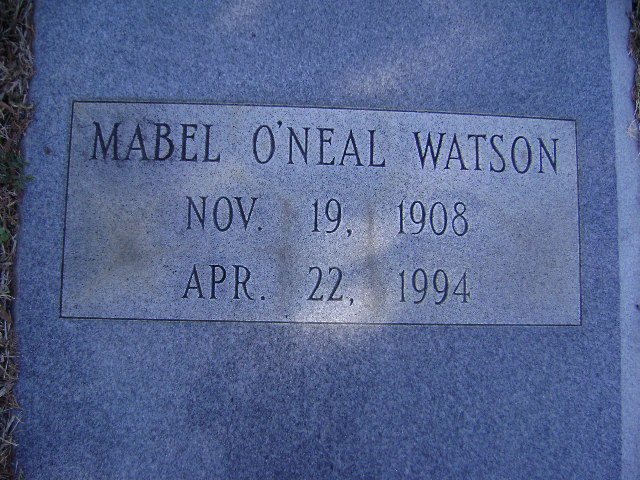 MABEL O'NEAL WATSON
NOV. 19, 1908
APR. 22, 1994